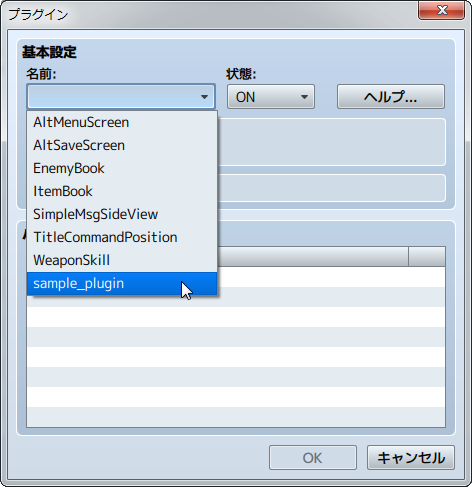 プラグイン
基本設定
名前:
状態:
ON
ヘルプ...
AltMenuScreen
AltSaveScreen
EnemyBook
ItemBook
SimpleMsgSideView
TitleCommandPosition
WeaponSkill
sample_plugin
OK
キャンセル